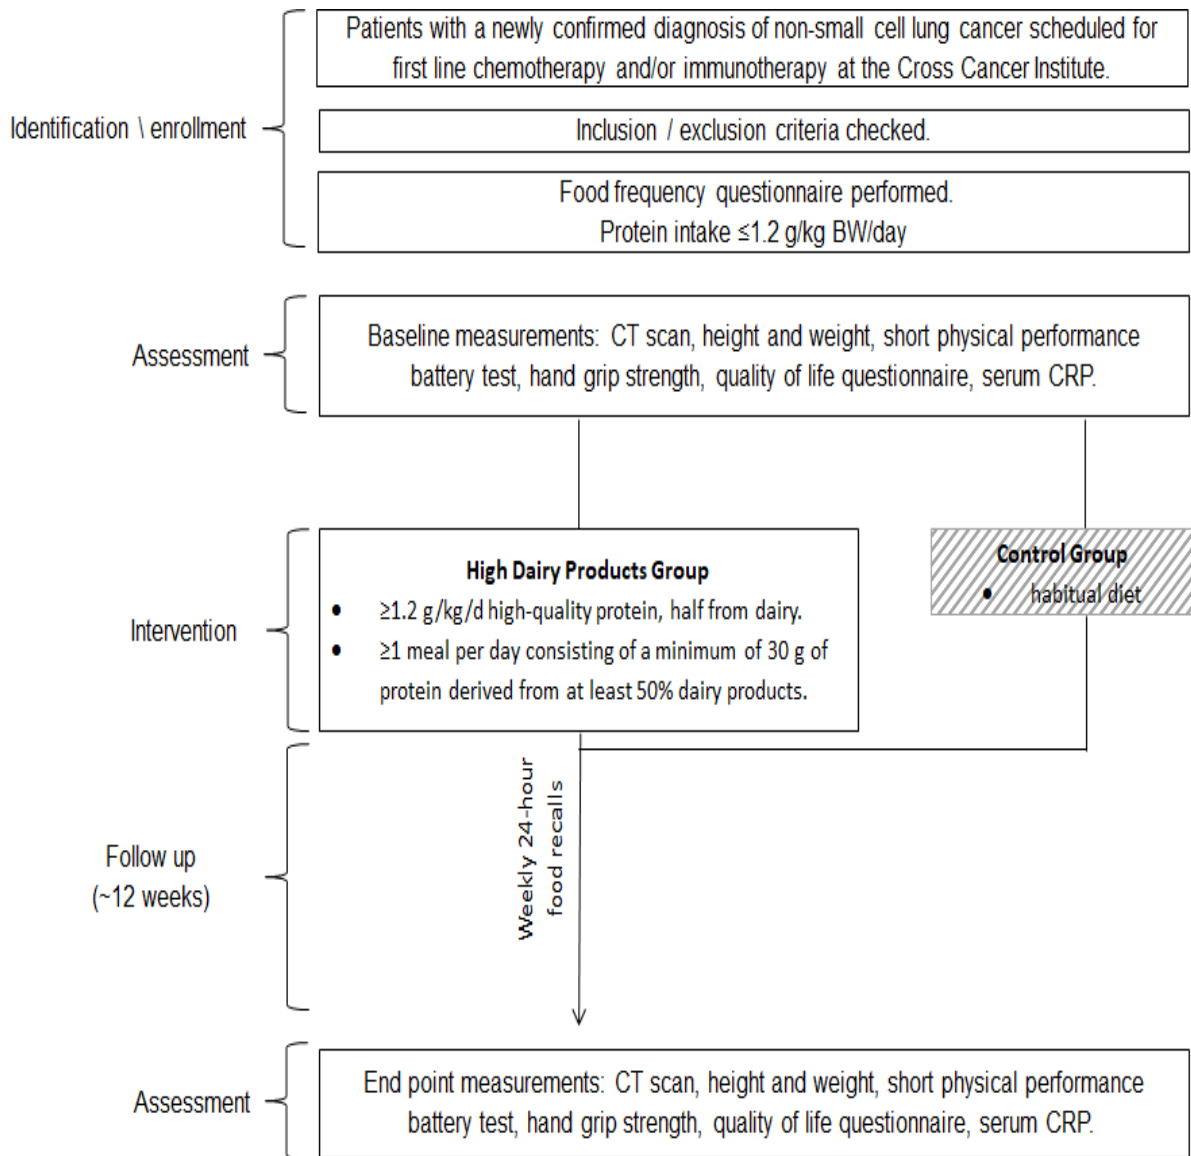 Patients with a newly confirmed diagnosis of non-small cell lung cancer scheduled for
first line chemotherapy and/or immunotherapy at the Cross Cancer Institute.
Identification \ enrollment
Inclusion / exclusion criteria checked.
Food frequency questionnaire performed.
Protein intake ≤1.2 g/kg BW/day
Assessment
Baseline measurements: CT scan, height and weight, short physical performance
battery test, hand grip strength, quality of life questionnaire, serum CRP.
Intervention
High Dairy Products Group
• ≥1.2 g/kg/d high-quality protein, half from dairy.
• ≥1 meal per day consisting of a minimum of 30 g of
protein derived from at least 50% dairy products.
Control Group
• habitual diet
Follow up
(~12 weeks)
Weekly 24-hour
food recalls
Assessment
End point measurements: CT scan, height and weight, short physical performance
battery test, hand grip strength, quality of life questionnaire, serum CRP.